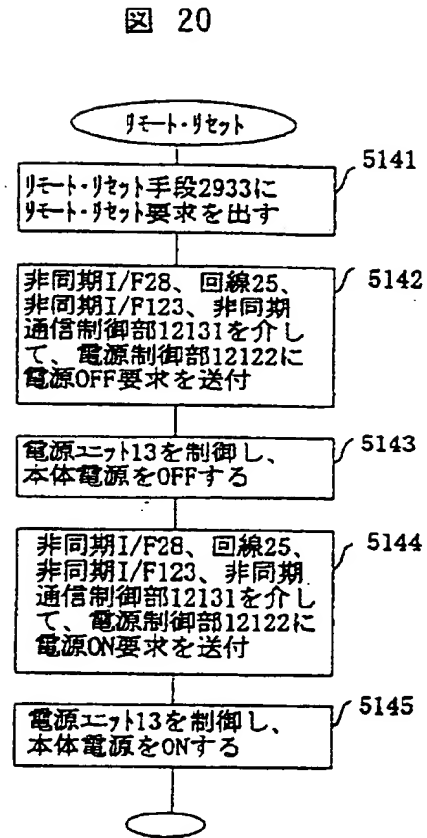 図 20
リモート・リセット
5141
リモート・リセット手段2933に
リモート・リセット要求を出す
5142
非同期I/F28、回線25、
非同期I/F123、非同期
通信制御部12131を介し
て、電源制御部12122に
電源OFF要求を送付
5143
電源ユニット13を制御し、
本体電源をOFFする
5144
非同期I/F28、回線25、
非同期I/F123、非同期
通信制御部12131を介し
て、電源制御部12122に
電源ON要求を送付
5145
電源ユニット13を制御し、
本体電源をONする